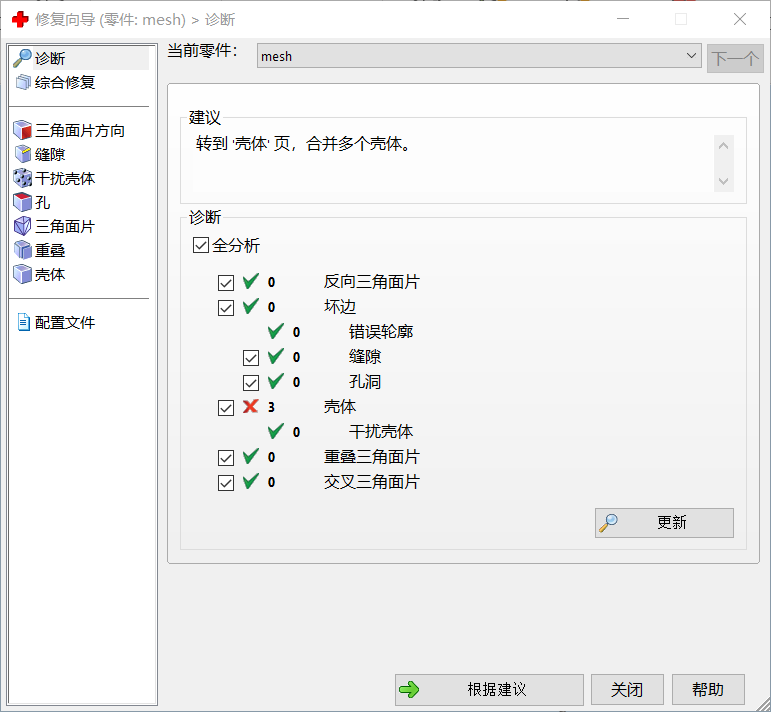 修复向导 (零件: mesh) > 诊断
诊断
综合修复
三角面片方向
缝隙
干扰壳体
孔
三角面片
重叠
壳体
配置文件
当前零件： mesh 下一个
建议
转到 '壳体' 页，合并多个壳体。
诊断
全分析
0 反向三角面片
0 坏边
0 错误轮廓
0 缝隙
0 孔洞
3 壳体
0 干扰壳体
0 重叠三角面片
0 交叉三角面片
更新
根据建议 关闭 帮助